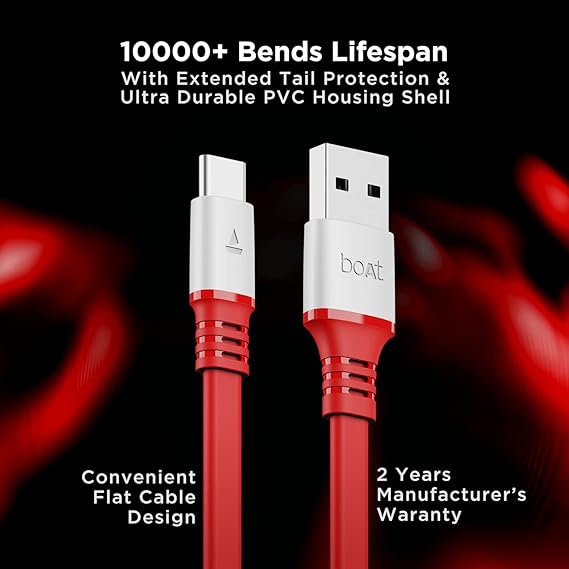 10000+ Bends Lifespan
With Extended Tail Protection &
Ultra Durable PVC Housing Shell
boAt
Convenient
Flat Cable
Design
2 Years
Manufacturer's
Waranty